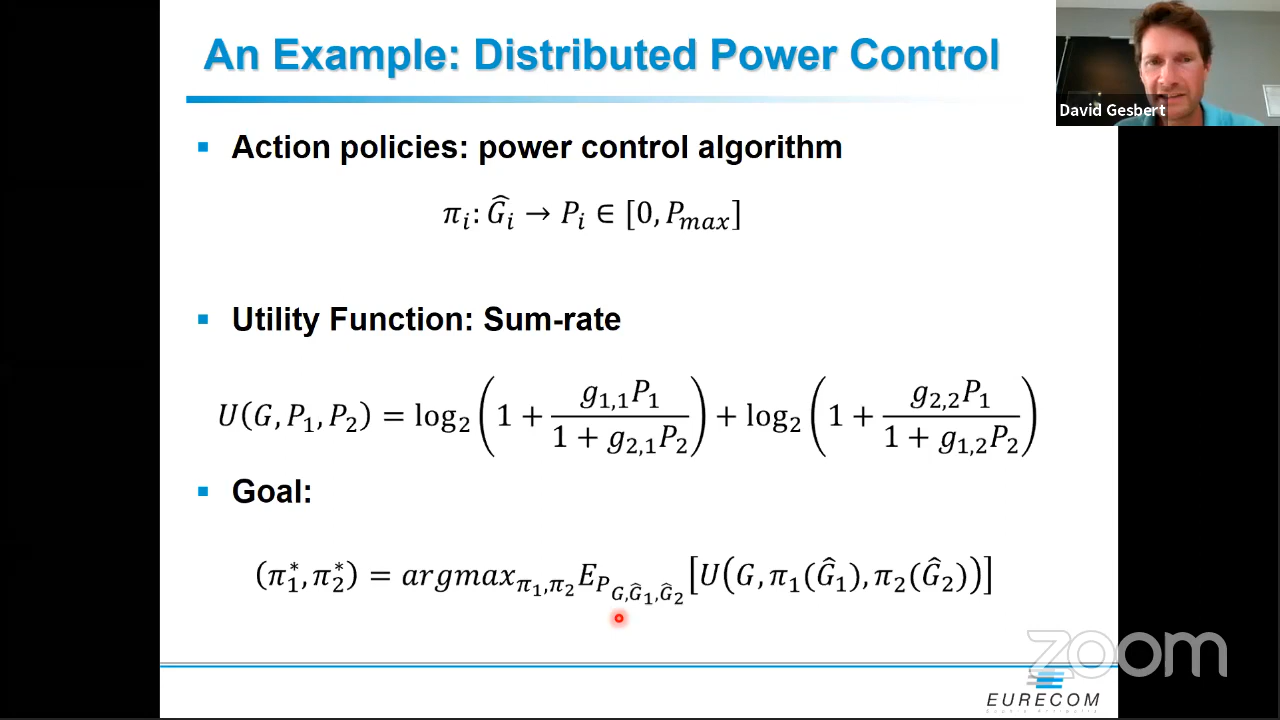 An Example: Distributed Power Control
David Gesbert
▪ Action policies: power control algorithm
π_i: Ĝ_i → P_i ∈ [0, P_max]
▪ Utility Function: Sum-rate
U(G, P_1, P_2) = log_2(1 + g_{1,1}P_1 / (1 + g_{2,1}P_2)) + log_2(1 + g_{2,2}P_1 / (1 + g_{1,2}P_2))
▪ Goal:
(π_1^*, π_2^*) = argmax_{π_1,π_2} E_{P_{G,Ĝ_1,Ĝ_2}}[U(G, π_1(Ĝ_1), π_2(Ĝ_2))]
zoom
EURECOM